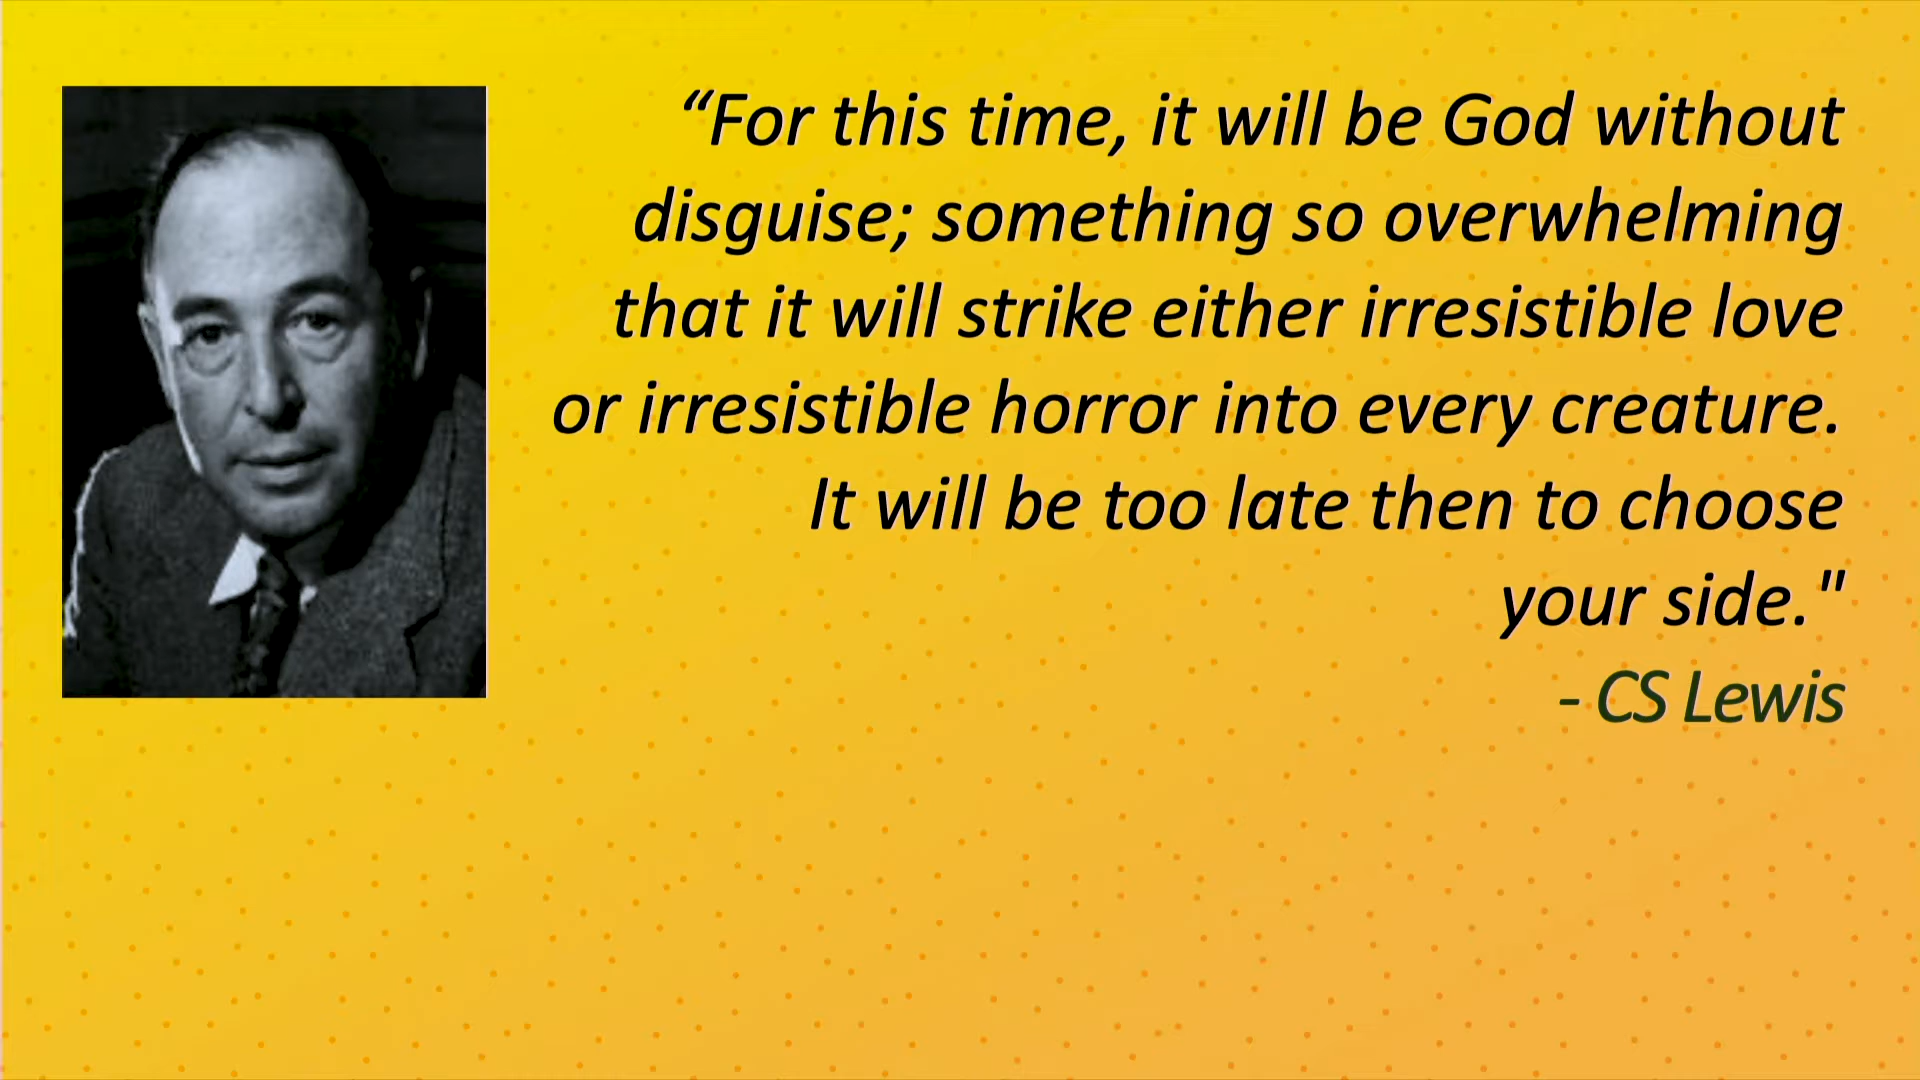 “For this time, it will be God without
disguise; something so overwhelming
that it will strike either irresistible love
or irresistible horror into every creature.
It will be too late then to choose
your side."
- CS Lewis